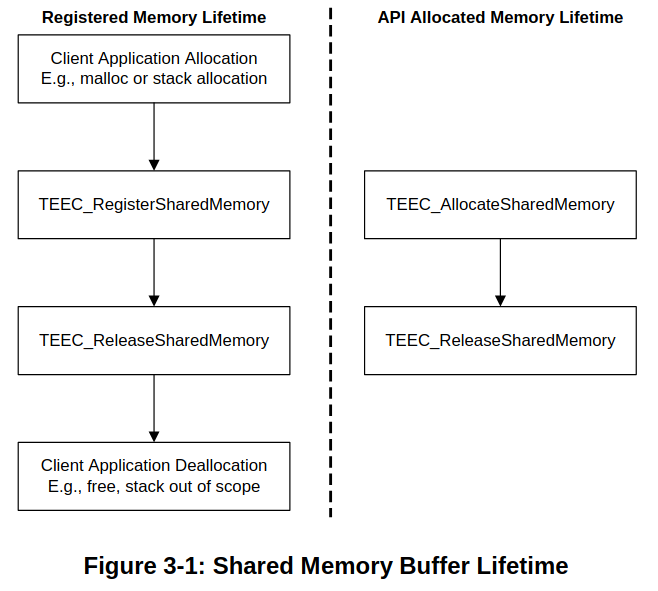 Registered Memory Lifetime
Client Application Allocation
E.g., malloc or stack allocation
TEEC_RegisterSharedMemory
TEEC_ReleaseSharedMemory
Client Application Deallocation
E.g., free, stack out of scope
API Allocated Memory Lifetime
TEEC_AllocateSharedMemory
TEEC_ReleaseSharedMemory
Figure 3-1: Shared Memory Buffer Lifetime